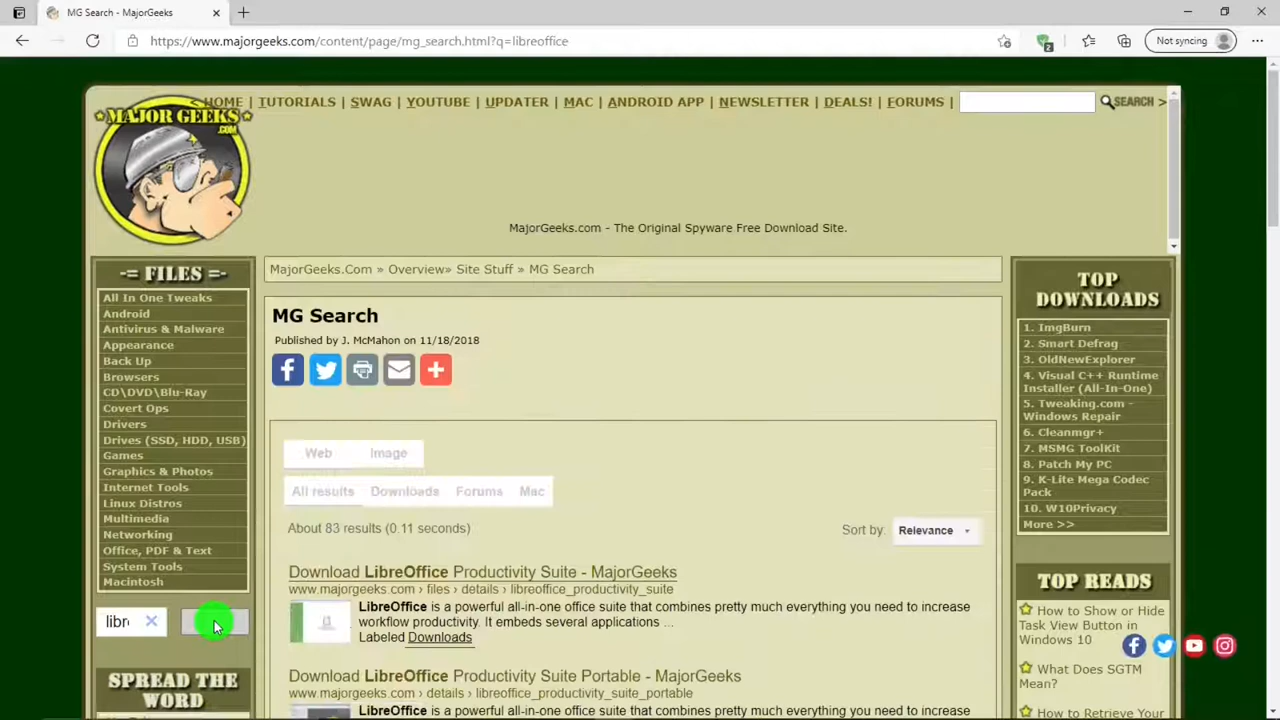 MG Search - MajorGeeks
https://www.majorgeeks.com/content/page/mg_search.html?q=libreoffice
2
Not syncing
< HOME | TUTORIALS | SWAG | YOUTUBE | UPDATER | MAC | ANDROID APP | NEWSLETTER | DEALS! | FORUMS |
SEARCH >
MAJOR GEEKS
.COM
MajorGeeks.com - The Original Spyware Free Download Site.
-= FILES =-
All In One Tweaks
Android
Antivirus & Malware
Appearance
Back Up
Browsers
CD\DVD\Blu-Ray
Covert Ops
Drivers
Drives (SSD, HDD, USB)
Games
Graphics & Photos
Internet Tools
Linux Distros
Multimedia
Networking
Office, PDF & Text
System Tools
Macintosh
libr
SPREAD THE
WORD
MajorGeeks.Com » Overview» Site Stuff » MG Search
MG Search
Published by J. McMahon on 11/18/2018
Web Image
All results Downloads Forums Mac
About 83 results (0.11 seconds)
Sort by: Relevance
Download LibreOffice Productivity Suite - MajorGeeks
www.majorgeeks.com › files › details › libreoffice_productivity_suite
LibreOffice is a powerful all-in-one office suite that combines pretty much everything you need to increase
workflow productivity. It embeds several applications ...
Labeled Downloads
Download LibreOffice Productivity Suite Portable - MajorGeeks
www.majorgeeks.com › details › libreoffice_productivity_suite_portable
LibreOffice is a powerful all-in-one office suite that combines pretty much everything you need to increase
TOP
DOWNLOADS
1. ImgBurn
2. Smart Defrag
3. OldNewExplorer
4. Visual C++ Runtime
Installer (All-In-One)
5. Tweaking.com -
Windows Repair
6. Cleanmgr+
7. MSMG ToolKit
8. Patch My PC
9. K-Lite Mega Codec
Pack
10. W10Privacy
More >>
TOP READS
How to Show or Hide
Task View Button in
Windows 10
What Does SGTM
Mean?
How to Retrieve Your